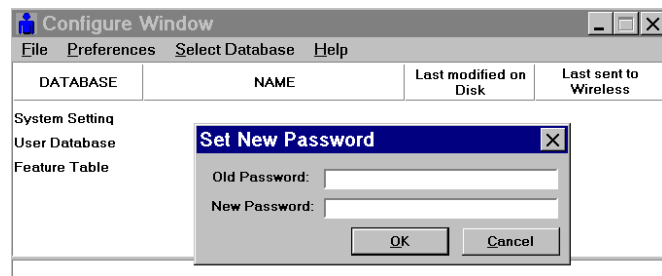 Configure Window
File Preferences Select Database Help
DATABASE NAME Last modified on Disk Last sent to Wireless
System Setting
User Database
Feature Table
Set New Password
Old Password:
New Password:
OK Cancel